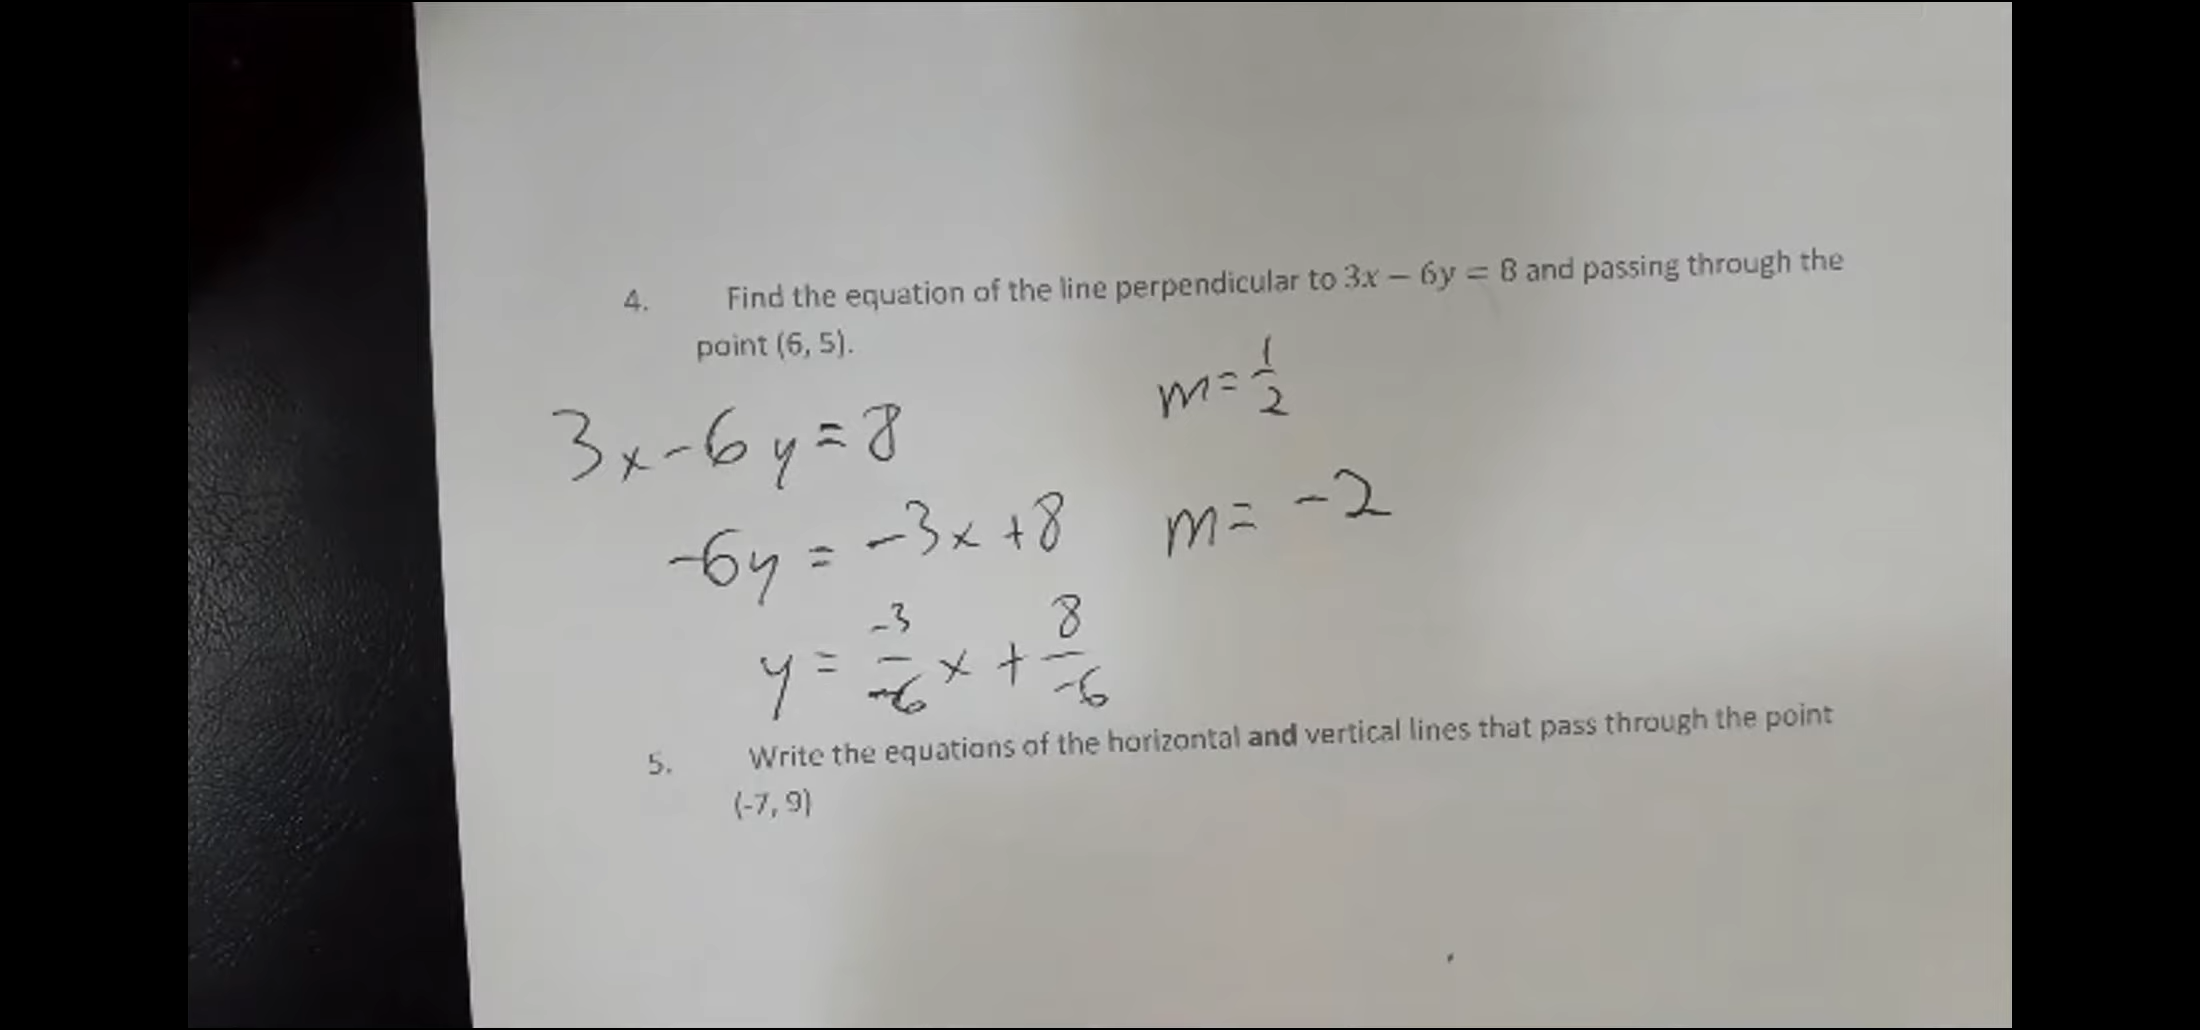 4. Find the equation of the line perpendicular to 3x − 6y = 8 and passing through the
point (6, 5).
m = 1/2
3x - 6y = 8
m = -2
-6y = -3x + 8
y = -3/-6 x + 8/-6
5. Write the equations of the horizontal and vertical lines that pass through the point
(-7, 9)